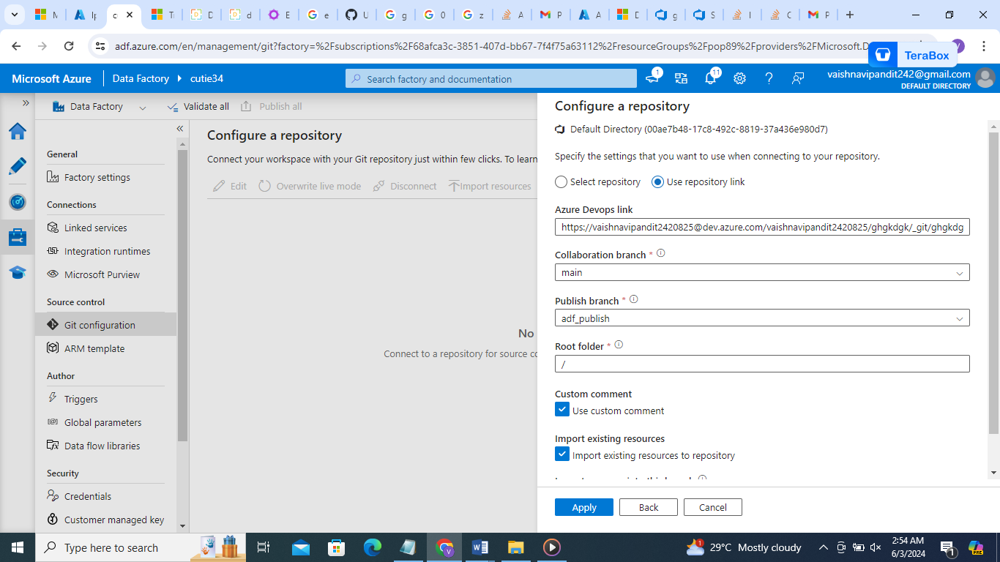 adf.azure.com/en/management/git?factory=%2Fsubscriptions%2F68afca3c-3851-407d-bb67-7f4f75a63112%2FresourceGroups%2Fpop89%2Fproviders%2FMicrosoft.D
TeraBox
Microsoft Azure
Data Factory
cutie34
Search factory and documentation
1
11
vaishnavipandit242@gmail.com
DEFAULT DIRECTORY
Data Factory
Validate all
Publish all
General
Factory settings
Connections
Linked services
Integration runtimes
Microsoft Purview
Source control
Git configuration
ARM template
Author
Triggers
Global parameters
Data flow libraries
Security
Credentials
Customer managed key
Configure a repository
Connect your workspace with your Git repository just within few clicks. To learn
Edit
Overwrite live mode
Disconnect
Import resources
No
Connect to a repository for source co
Configure a repository
Default Directory (00ae7b48-17c8-492c-8819-37a436e980d7)
Specify the settings that you want to use when connecting to your repository.
Select repository
Use repository link
Azure Devops link
https://vaishnavipandit2420825@dev.azure.com/vaishnavipandit2420825/ghgkdgk/_git/ghgkdg
Collaboration branch *
main
Publish branch *
adf_publish
Root folder *
/
Custom comment
Use custom comment
Import existing resources
Import existing resources to repository
Apply
Back
Cancel
Type here to search
29°C Mostly cloudy
2:54 AM
6/3/2024